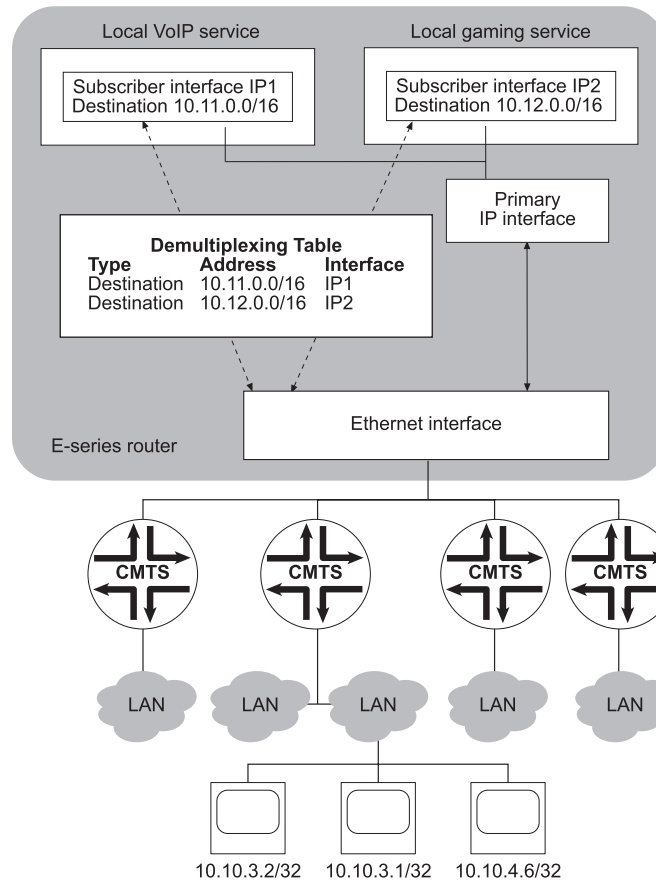 Local VoIP service
Local gaming service
Subscriber interface IP1
Destination 10.11.0.0/16
Subscriber interface IP2
Destination 10.12.0.0/16
Primary
IP interface
Demultiplexing Table
Type Address Interface
Destination 10.11.0.0/16 IP1
Destination 10.12.0.0/16 IP2
Ethernet interface
E-series router
CMTS
CMTS
CMTS
CMTS
LAN
LAN
LAN
LAN
LAN
10.10.3.2/32
10.10.3.1/32
10.10.4.6/32